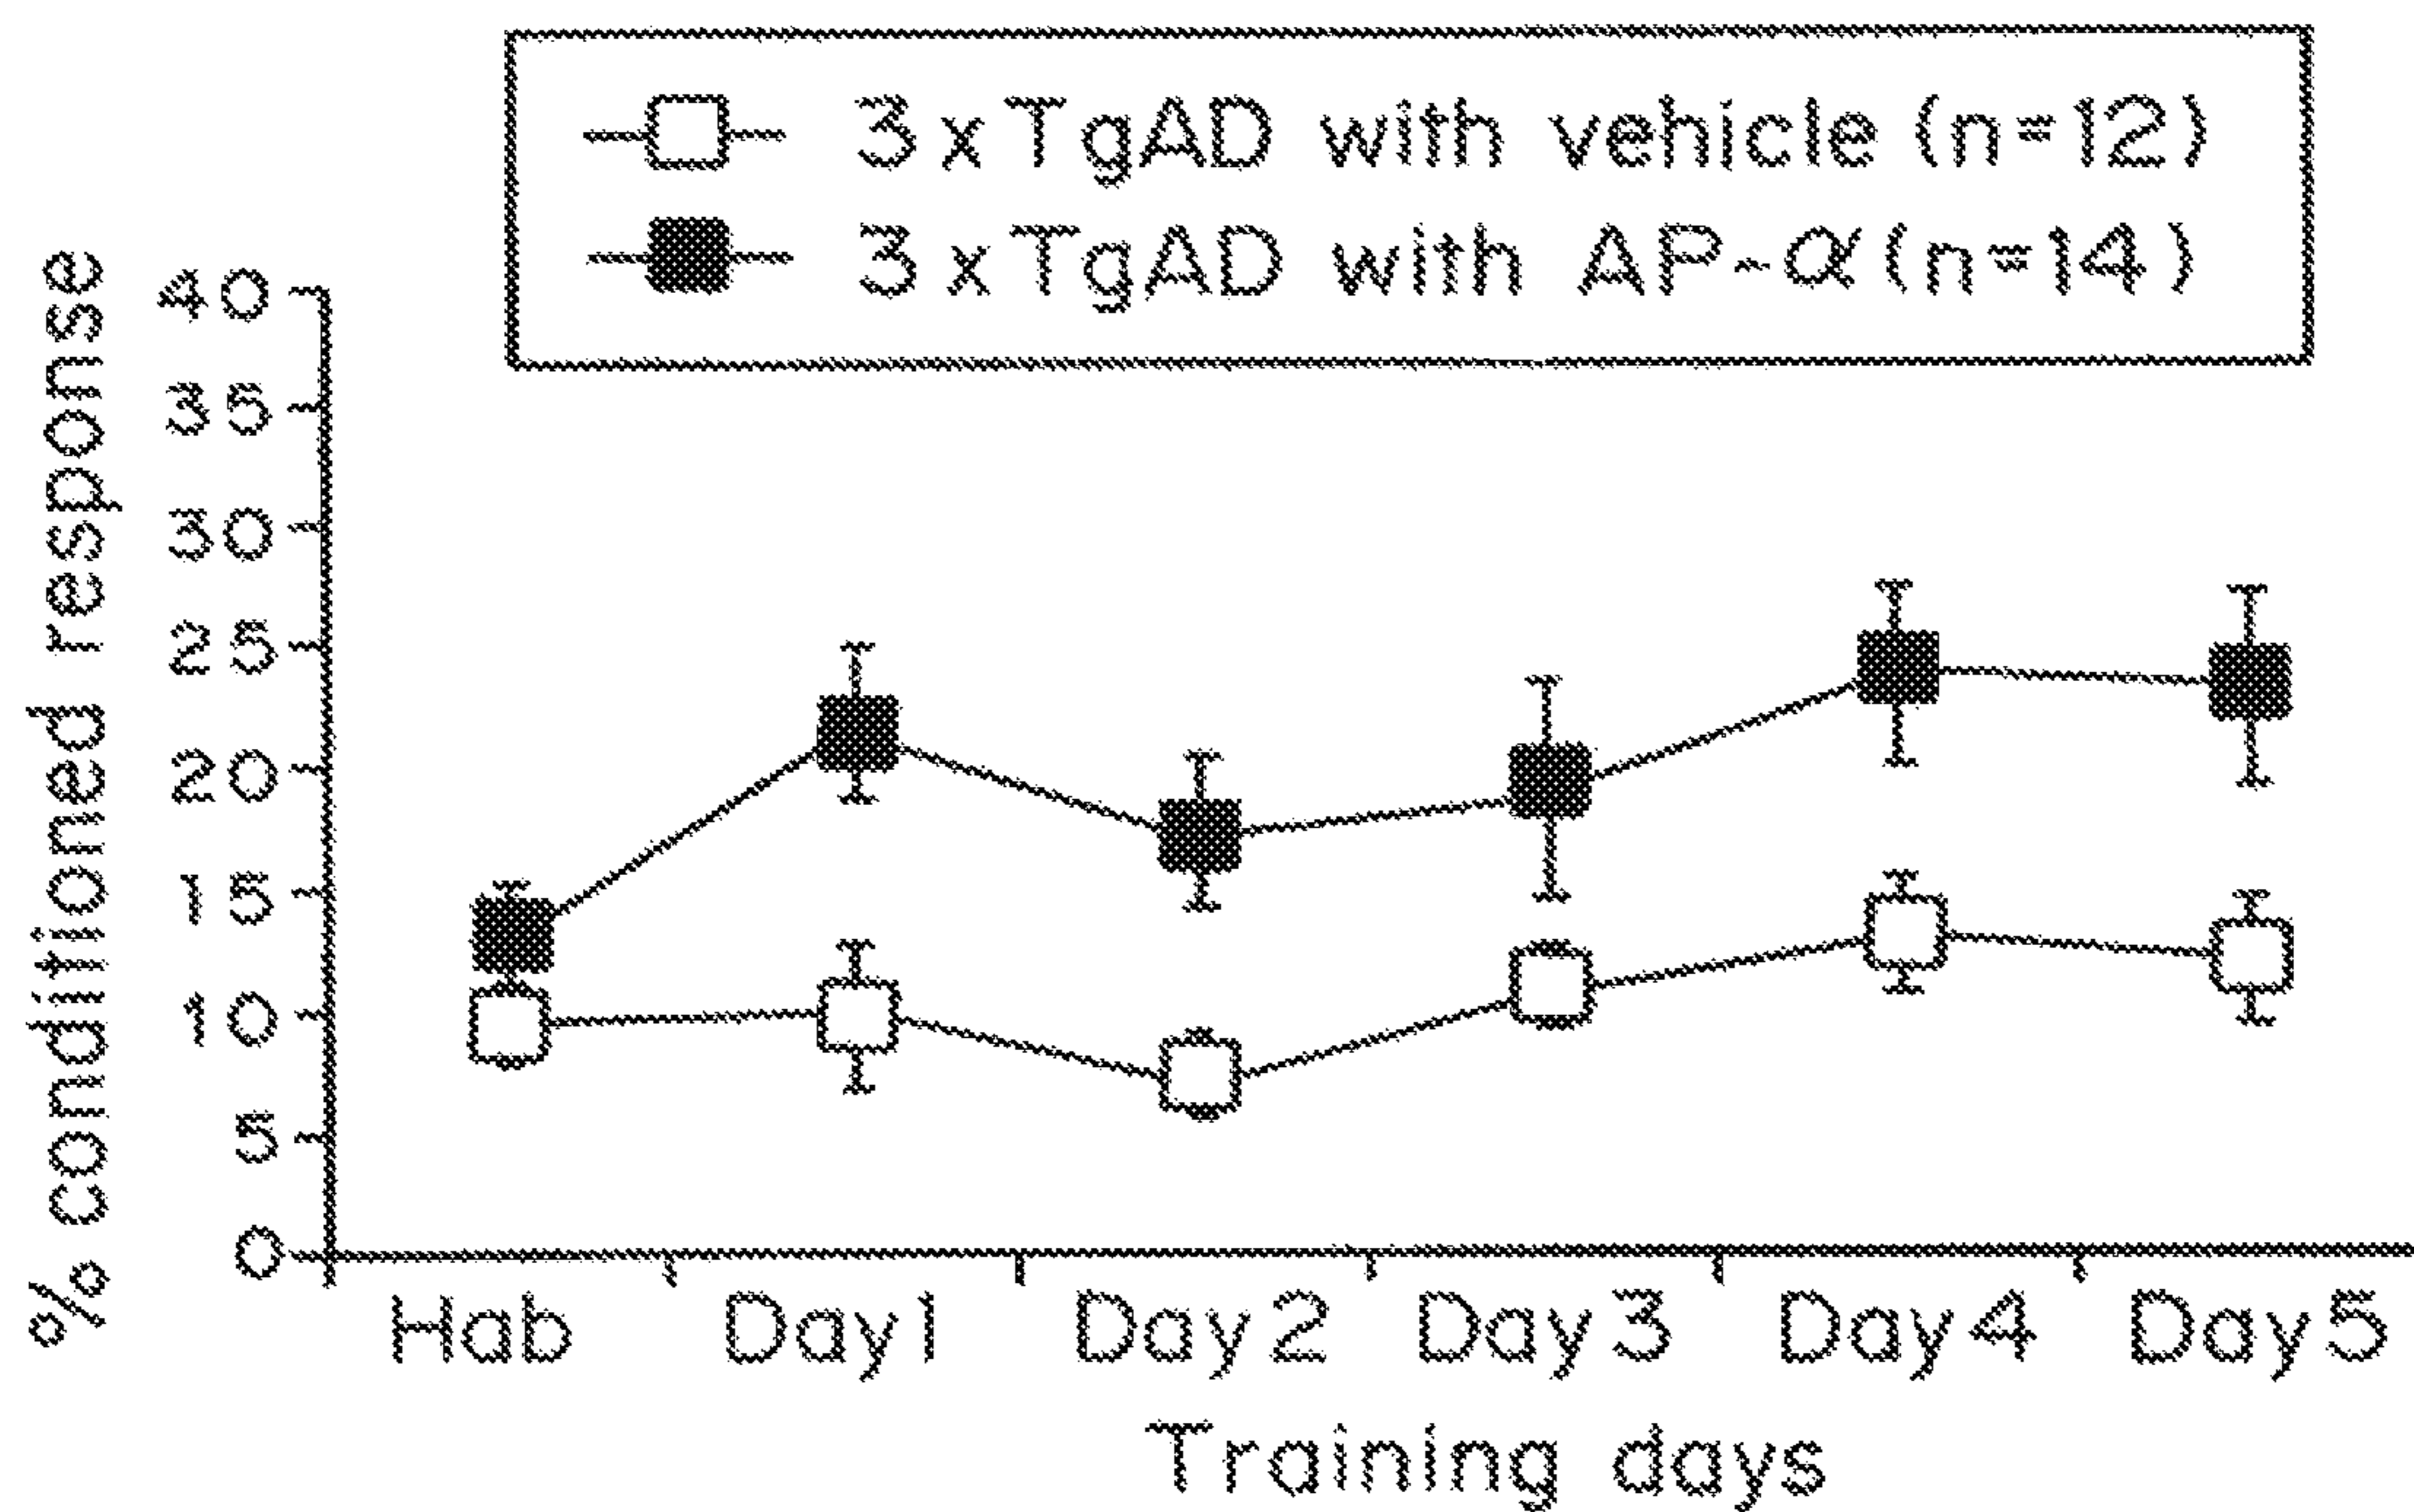 3xTgAD with vehicle (n=12)
3xTgAD with AP-α (n=14)
% conditioned response
40
35
30
25
20
15
10
5
0
Hab Day1 Day2 Day3 Day4 Day5
Training days